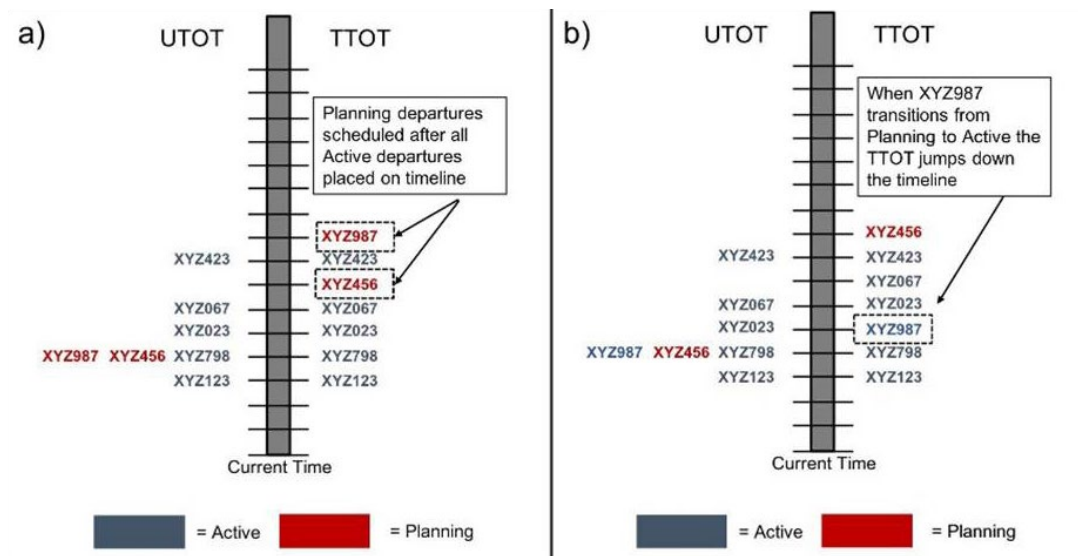 a)
UTOT
TTOT
Planning departures
scheduled after all
Active departures
placed on timeline
XYZ987
XYZ423
XYZ423
XYZ456
XYZ067
XYZ067
XYZ023
XYZ023
XYZ987 XYZ456 XYZ798
XYZ798
XYZ123
XYZ123
Current Time
= Active
= Planning
b)
UTOT
TTOT
When XYZ987
transitions from
Planning to Active the
TTOT jumps down
the timeline
XYZ456
XYZ423
XYZ423
XYZ067
XYZ067
XYZ023
XYZ023
XYZ987
XYZ987 XYZ456 XYZ798
XYZ798
XYZ123
XYZ123
Current Time
= Active
= Planning